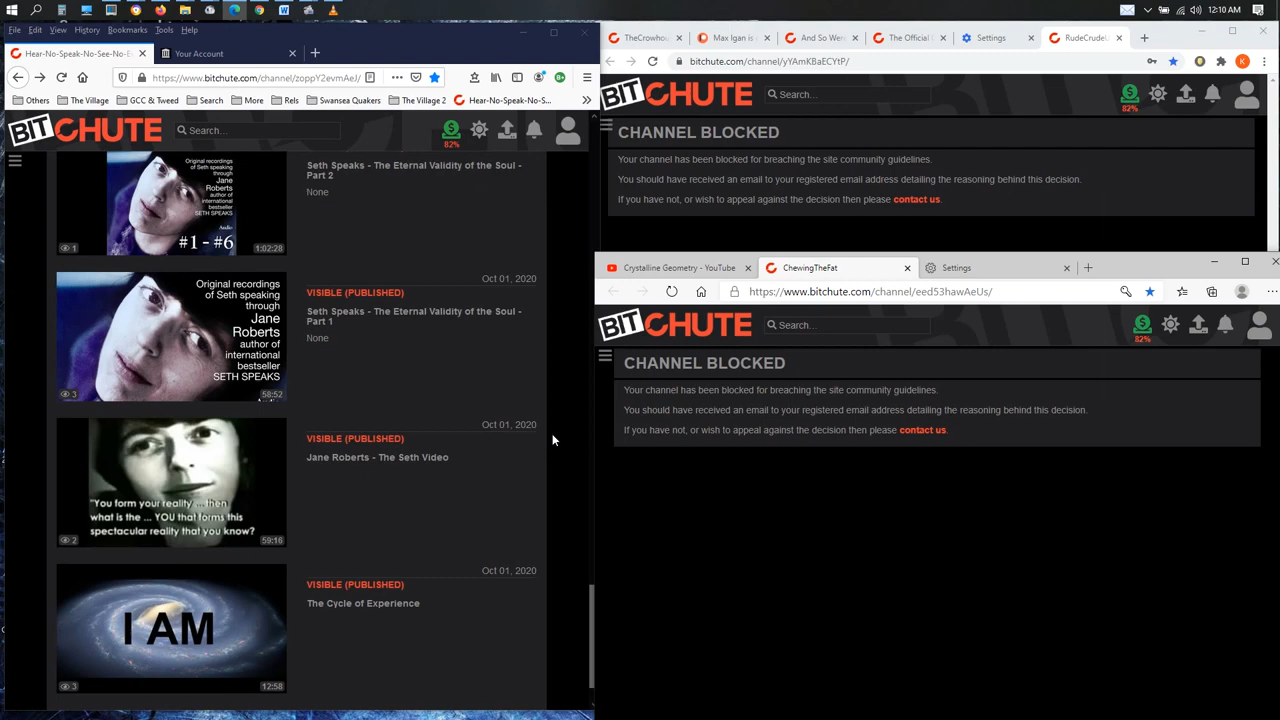 12:10 AM
File Edit View History Bookmarks Tools Help
Hear-No-Speak-No-See-No-E
Your Account
https://www.bitchute.com/channel/zoppY2evmAeJ/
Others
The Village
GCC & Tweed
Search
More
Rels
Swansea Quakers
The Village 2
Hear-No-Speak-No-S...
BITCHUTE
Search...
82%
Original recordings
of Seth speaking
through
Jane
Roberts
author of
international
bestseller
SETH SPEAKS
Audio
#1 - #6
1
1:02:28
Seth Speaks - The Eternal Validity of the Soul -
Part 2
None
Oct 01, 2020
VISIBLE (PUBLISHED)
Original recordings
of Seth speaking
through
Jane
Roberts
author of
international
bestseller
SETH SPEAKS
3
58:52
Seth Speaks - The Eternal Validity of the Soul -
Part 1
None
Oct 01, 2020
VISIBLE (PUBLISHED)
Jane Roberts - The Seth Video
"You form your reality ... then
what is the ... YOU that forms this
spectacular reality that you know?
2
59:16
Oct 01, 2020
VISIBLE (PUBLISHED)
The Cycle of Experience
I AM
3
12:58
TheCrowhou
Max Igan is
And So Wer
The Official D
Settings
RudeCrudeL
bitchute.com/channel/yYAmKBaECYtP/
K
BITCHUTE
Search...
82%
CHANNEL BLOCKED
Your channel has been blocked for breaching the site community guidelines.
You should have received an email to your registered email address detailing the reasoning behind this decision.
If you have not, or wish to appeal against the decision then please contact us.
Crystalline Geometry - YouTube
ChewingTheFat
Settings
https://www.bitchute.com/channel/eed53hawAeUs/
BITCHUTE
Search...
82%
CHANNEL BLOCKED
Your channel has been blocked for breaching the site community guidelines.
You should have received an email to your registered email address detailing the reasoning behind this decision.
If you have not, or wish to appeal against the decision then please contact us.